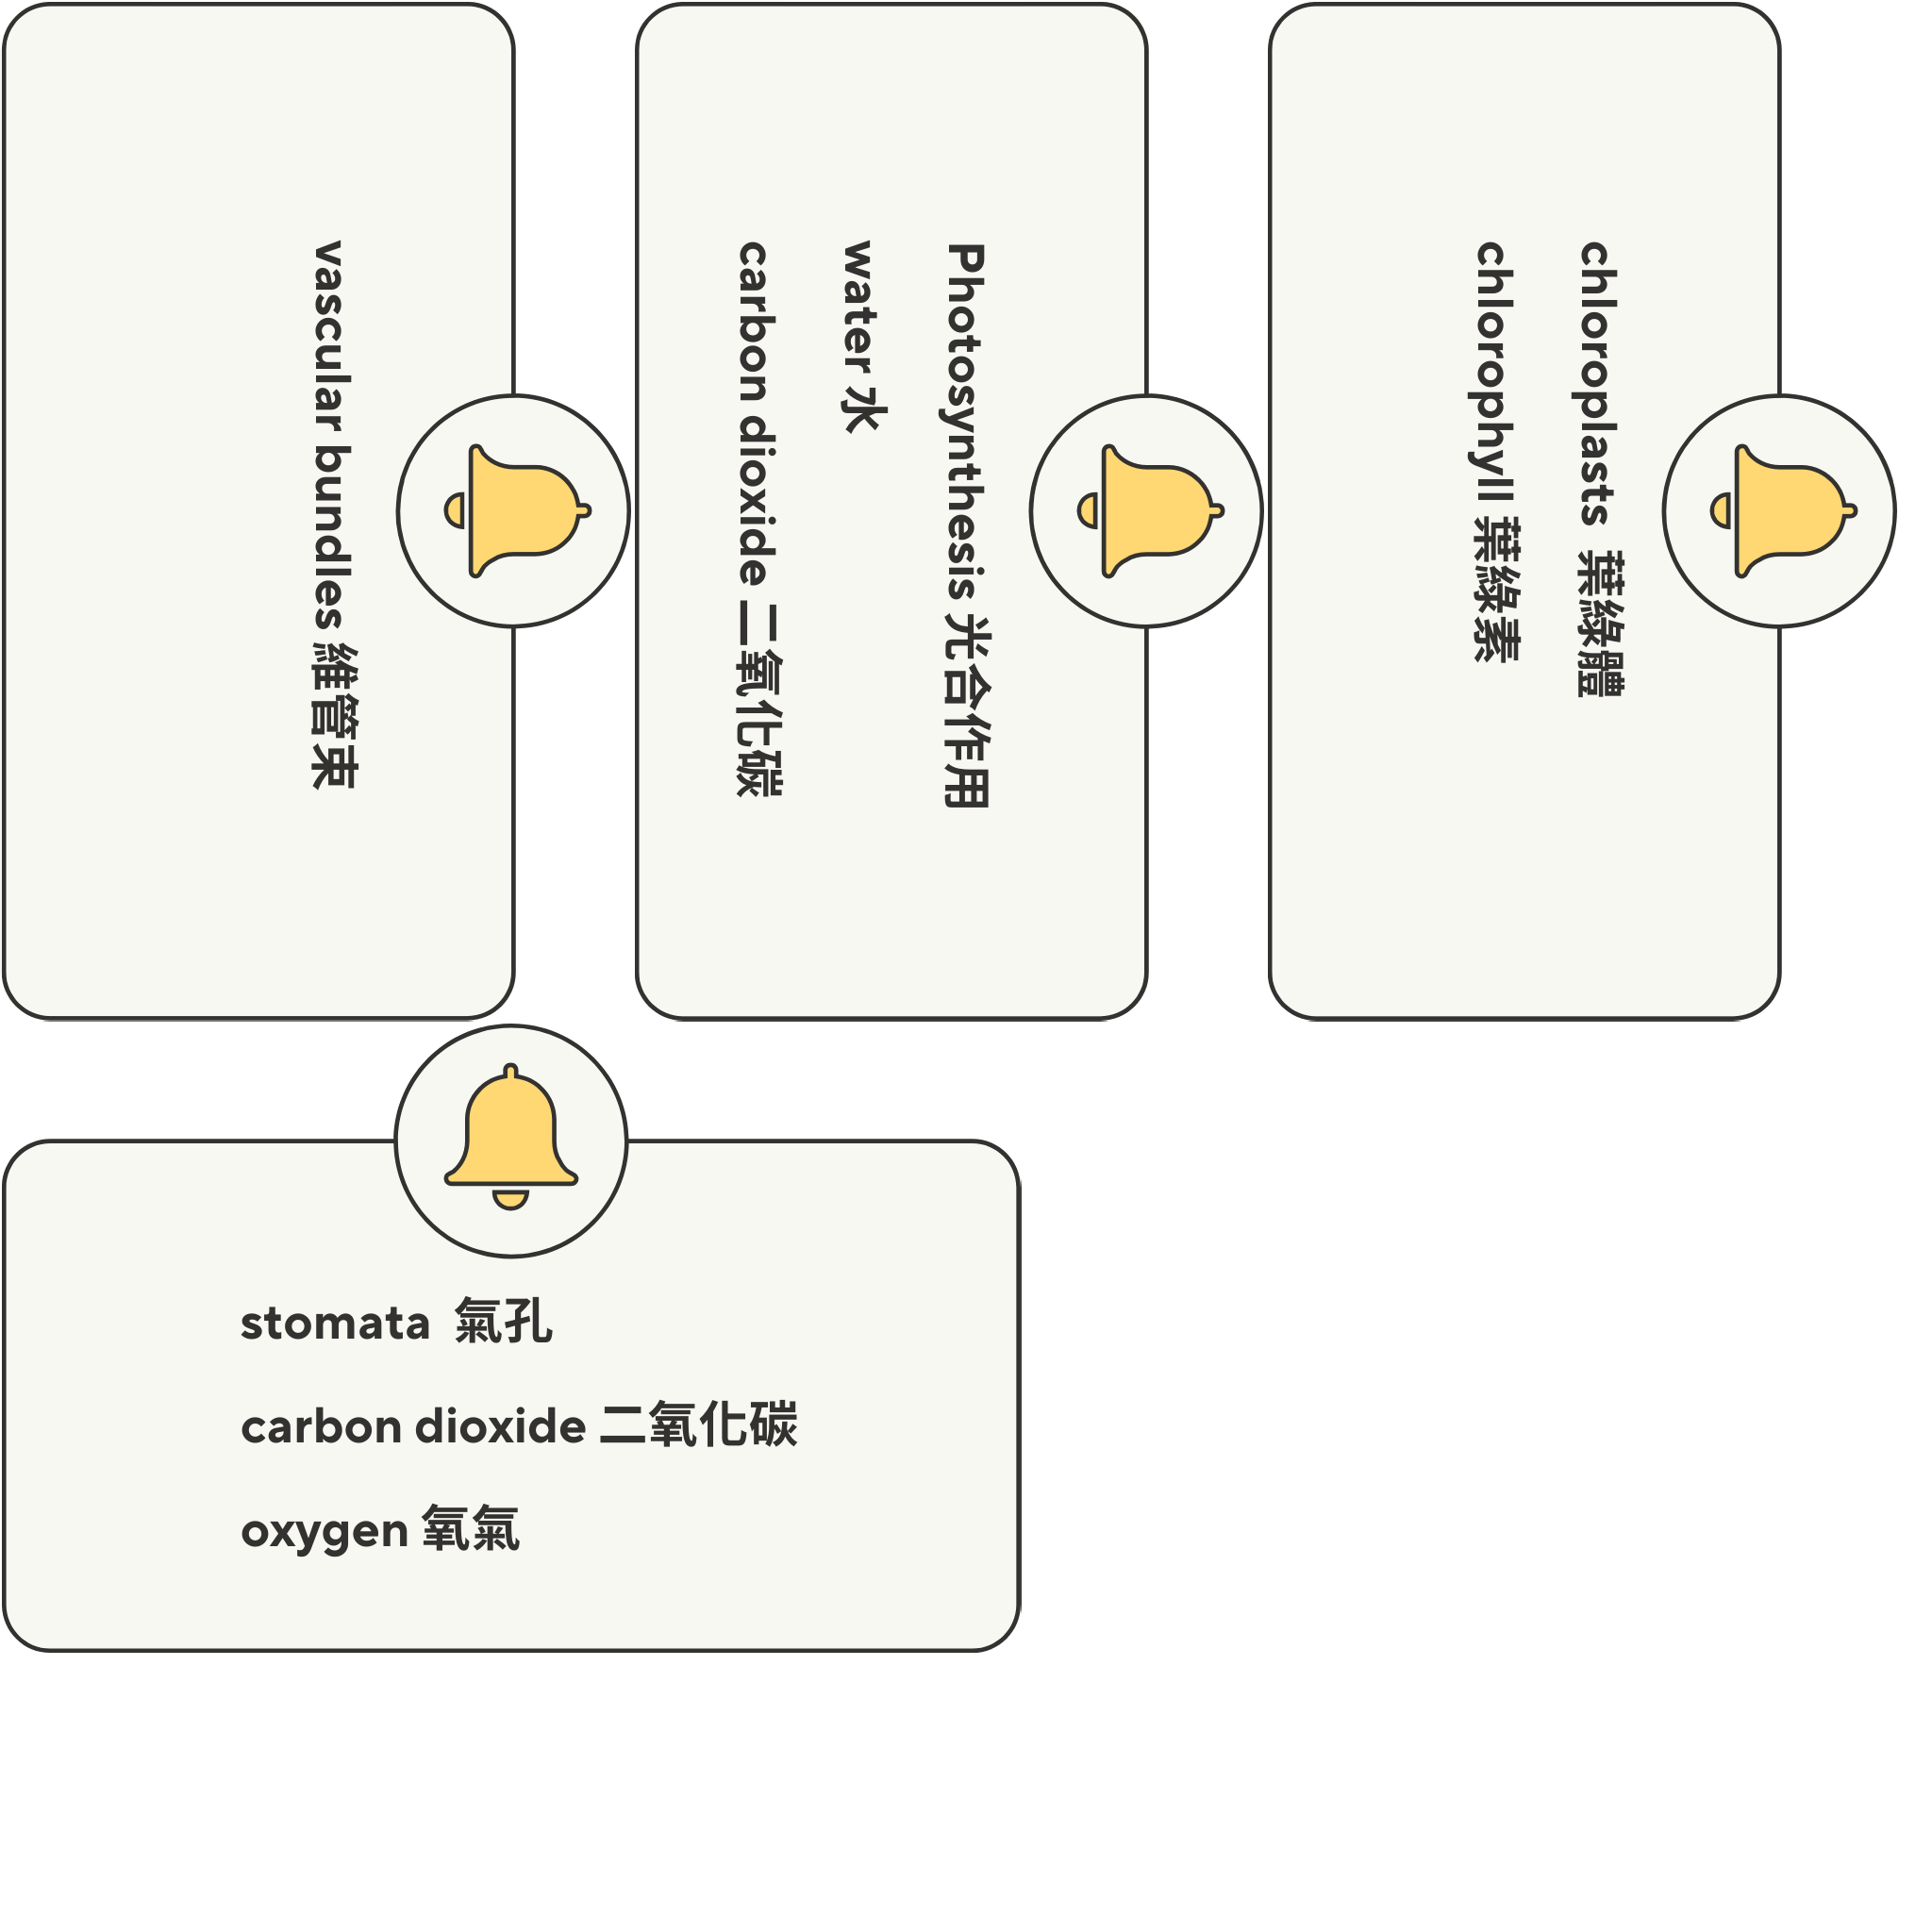 vascular bundles 維管束
Photosynthesis 光合作用
water 水
carbon dioxide 二氧化碳
chloroplasts 葉綠體
chlorophyll 葉綠素
stomata 氣孔
carbon dioxide 二氧化碳
oxygen 氧氣